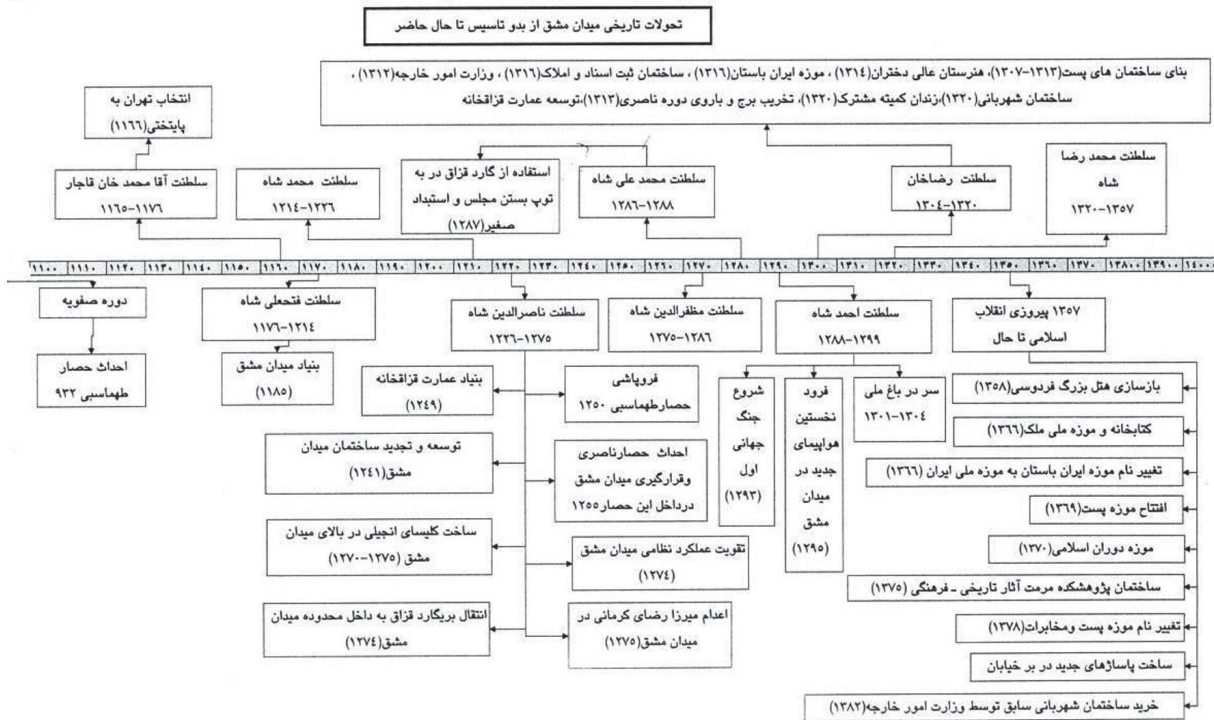 تحولات تاریخی میدان مشق از بدو تاسیس تا حال حاضر
بنای ساختمان های پست(۱۳۱۳-۱۳۰۷)، هنرستان عالی دختران(۱۳۱۴) ، موزه ایران باستان(۱۳۱۶) ، ساختمان ثبت اسناد و املاک(۱۳۱۶) ، وزارت امور خارجه(۱۳۱۲) ،
ساختمان شهربانی(۱۳۲۰)،زندان کمیته مشترک(۱۳۲۰)، تخریب برج و باروی دوره ناصری(۱۳۱۳)،توسعه عمارت قزاقخانه
انتخاب تهران به
پایتختی(۱۱۶۶)
سلطنت آقا محمد خان قاجار
۱۱۶۵-۱۱۷۶
سلطنت محمد شاه
۱۲۱۴-۱۲۲۶
استفاده از گارد قزاق در به
توپ بستن مجلس و استبداد
صغیر(۱۲۸۷)
سلطنت محمد علی شاه
۱۲۸۶-۱۲۸۸
سلطنت رضاخان
۱۳۰۴-۱۳۲۰
سلطنت محمد رضا
شاه
۱۳۲۰-۱۳۵۷
۱۱۰۰ ۱۱۱۰ ۱۱۲۰ ۱۱۳۰ ۱۱۴۰ ۱۱۵۰ ۱۱۶۰ ۱۱۷۰ ۱۱۸۰ ۱۱۹۰ ۱۲۰۰ ۱۲۱۰ ۱۲۲۰ ۱۲۳۰ ۱۲۴۰ ۱۲۵۰ ۱۲۶۰ ۱۲۷۰ ۱۲۸۰ ۱۲۹۰ ۱۳۰۰ ۱۳۱۰ ۱۳۲۰ ۱۳۳۰ ۱۳۴۰ ۱۳۵۰ ۱۳۶۰ ۱۳۷۰ ۱۳۸۰۰ ۱۳۹۰۰ ۱۴۰۰۰
دوره صفویه
احداث حصار
طهماسبی ۹۳۲
سلطنت فتحعلی شاه
۱۱۷۶-۱۲۱۴
بنیاد میدان مشق
(۱۱۸۵)
سلطنت ناصرالدین شاه
۱۲۲۶-۱۲۷۵
بنیاد عمارت قزاقخانه
(۱۲۴۹)
توسعه و تجدید ساختمان میدان
مشق(۱۲۴۱)
ساخت کلیسای انجیلی در بالای میدان
مشق (۱۲۷۵-۱۲۷۰)
انتقال بریگارد قزاق به داخل محدوده میدان
مشق(۱۲۷۴)
فروپاشی
حصارطهماسبی ۱۲۵۰
احداث حصارناصری
وقرارگیری میدان مشق
درداخل این حصار۱۲۵۵
تقویت عملکرد نظامی میدان مشق
(۱۲۷۴)
اعدام میرزا رضای کرمانی در
میدان مشق(۱۲۷۵)
سلطنت مظفرالدین شاه
۱۲۷۵-۱۲۸۶
سلطنت احمد شاه
۱۲۸۸-۱۲۹۹
شروع
جنگ
جهانی
اول
(۱۲۹۳)
فرود
نخستین
هواپیمای
جدید در
میدان
مشق
(۱۲۹۵)
سر در باغ ملی
۱۳۰۱-۱۳۰۴
۱۳۵۷ پیروزی انقلاب
اسلامی تا حال
بازسازی هتل بزرگ فردوسی(۱۳۵۸)
کتابخانه و موزه ملی ملک(۱۳۶۶)
تغییر نام موزه ایران باستان به موزه ملی ایران (۱۳۶۶)
افتتاح موزه پست(۱۳۶۹)
موزه دوران اسلامی(۱۳۷۰)
ساختمان پژوهشکده مرمت آثار تاریخی - فرهنگی (۱۳۷۵)
تغییر نام موزه پست ومخابرات(۱۳۷۸)
ساخت پاساژهای جدید در بر خیابان
خرید ساختمان شهربانی سابق توسط وزارت امور خارجه(۱۳۸۲)